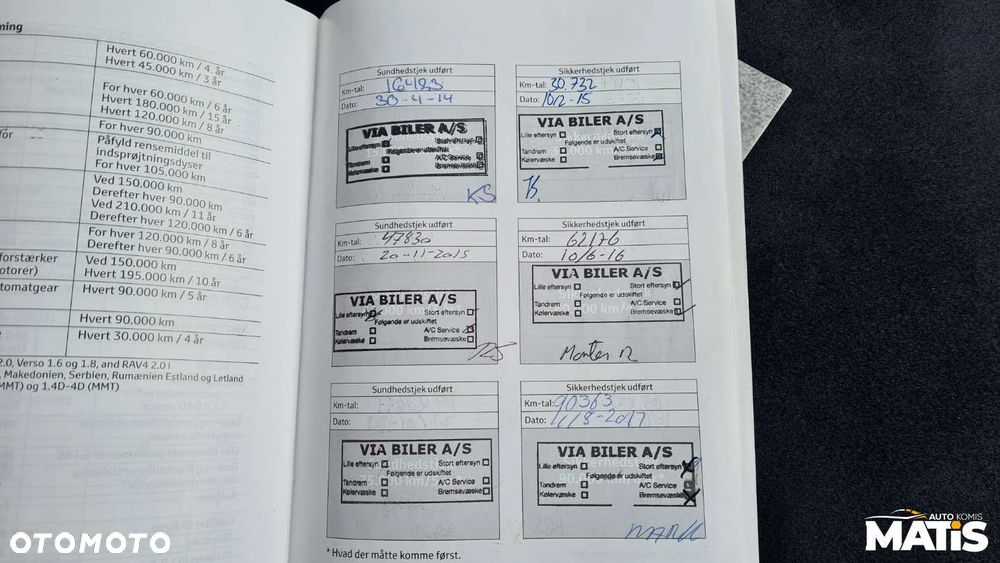 ning
Hvert 60.000 km / 4. år
Hvert 45.000 km / 3 år
For hver 60.000 km / 6 år
Hvert 180.000 km / 15 år
Hvert 120.000 km / 8 år
For hver 90.000 km
for
Påfyld rensemiddel til
indsprøjtningsdyser
For hver 105.000 km
Ved 150.000 km
Derefter hver 90.000 km
Ved 210.000 km / 11 år
Derefter hver 120.000 km / 6 år
For hver 120.000 km / 8 år
Derefter hver 90.000 km / 6 år
forstærker
otorer)
Ved 150.000 km
Hvert 195.000 km / 10 år
tomatgear
Hvert 90.000 km / 5 år
Hvert 90.000 km
Hvert 30.000 km / 4 år
2.0, Verso 1.6 og 1.8, and RAV4 2.0 l
, Makedonien, Serbien, Rumænien Estland og Letland
MMT) og 1.4D-4D (MMT)
Sundhedstjek udført
Km-tal: 16423
Dato: 30-4-14
VIA BILER A/S
Lille eftersyn Stort eftersyn
Følgende er udskiftet
Tandrem A/C Service
Kølervæske Bremsevæske
KS
Sikkerhedstjek udført
Km-tal: 30.732
Dato: 10/2-15
VIA BILER A/S
Lille eftersyn Stort eftersyn
Følgende er udskiftet
Tandrem A/C Service
Kølervæske Bremsevæske
Sundhedstjek udført
Km-tal: 47830
Dato: 20-11-2015
VIA BILER A/S
Lille eftersyn Stort eftersyn
Følgende er udskiftet
Tandrem A/C Service
Kølervæske Bremsevæske
Sikkerhedstjek udført
Km-tal: 62176
Dato: 10/6-16
VIA BILER A/S
Lille eftersyn Stort eftersyn
Følgende er udskiftet
Tandrem A/C Service
Kølervæske Bremsevæske
Sundhedstjek udført
Km-tal:
Dato:
VIA BILER A/S
Lille eftersyn Stort eftersyn
Følgende er udskiftet
Tandrem A/C Service
Kølervæske Bremsevæske
Sikkerhedstjek udført
Km-tal: 90363
Dato: 11/8-2017
VIA BILER A/S
Lille eftersyn Stort eftersyn
Følgende er udskiftet
Tandrem A/C Service
Kølervæske Bremsevæske
* Hvad der måtte komme først.
OTOMOTO
AUTO KOMIS
MATIS